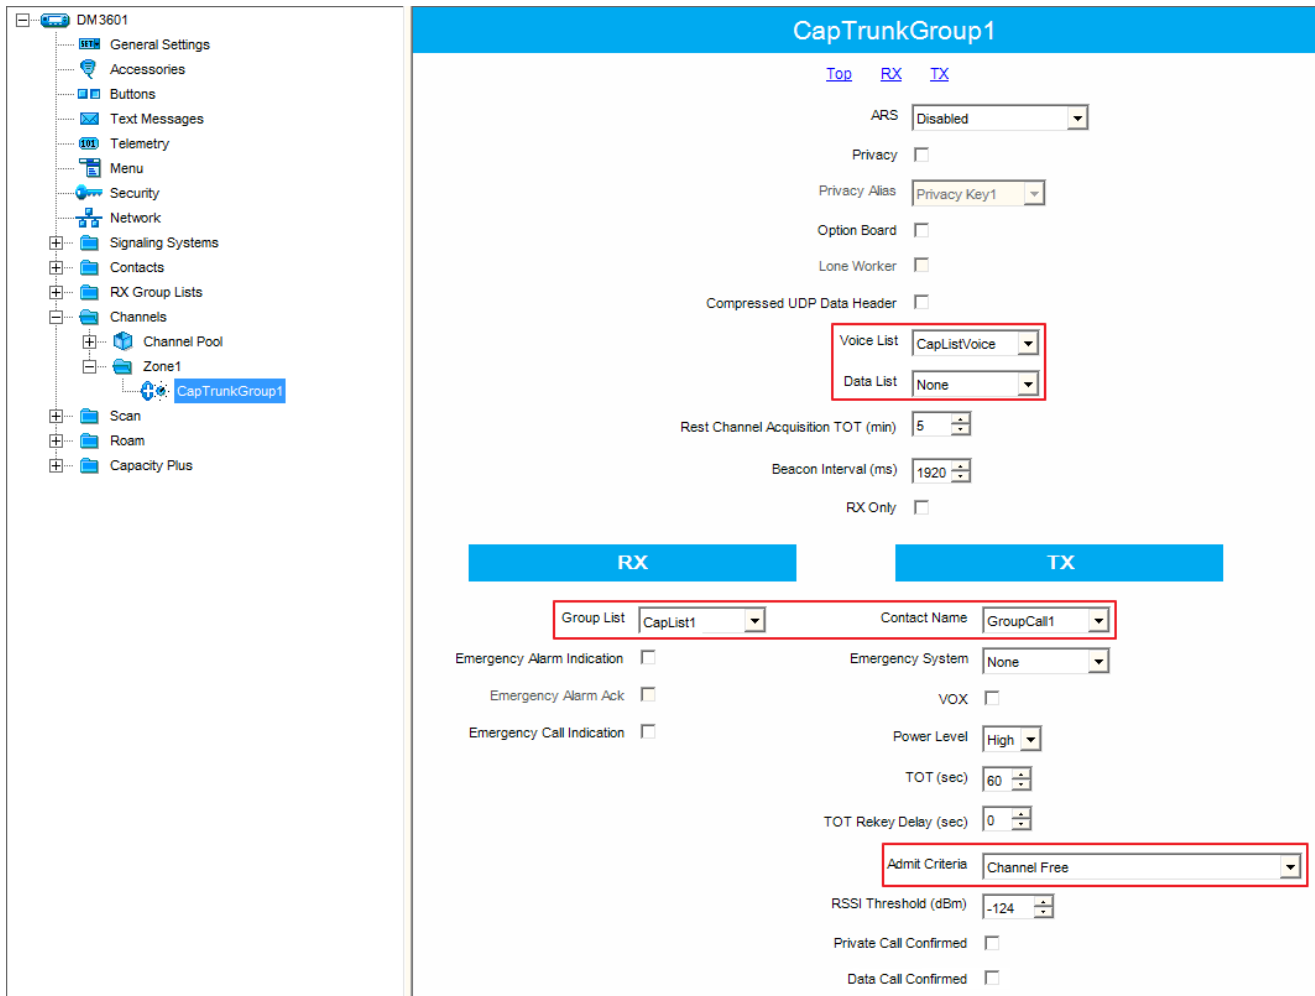 DM3601
SET
General Settings
Accessories
Buttons
Text Messages
101
Telemetry
Menu
Security
Network
Signaling Systems
Contacts
RX Group Lists
Channels
Channel Pool
Zone1
CapTrunkGroup1
Scan
Roam
Capacity Plus
CapTrunkGroup1
Top RX TX
ARS Disabled
Privacy
Privacy Alias Privacy Key1
Option Board
Lone Worker
Compressed UDP Data Header
Voice List CapListVoice
Data List None
Rest Channel Acquisition TOT (min) 5
Beacon Interval (ms) 1920
RX Only
RX TX
Group List CapList1 Contact Name GroupCall1
Emergency Alarm Indication Emergency System None
Emergency Alarm Ack VOX
Emergency Call Indication Power Level High
TOT (sec) 60
TOT Rekey Delay (sec) 0
Admit Criteria Channel Free
RSSI Threshold (dBm) -124
Private Call Confirmed
Data Call Confirmed